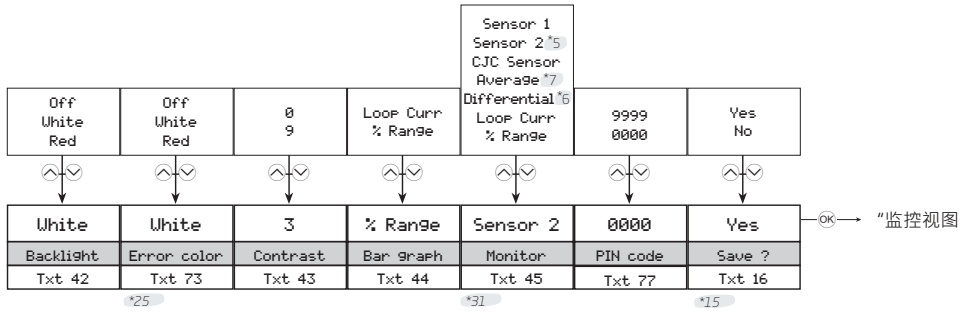 Sensor 1
Sensor 2 *5
CJC Sensor
Average *7
Differential *6
Loop Curr
% Range
Off
White
Red
Off
White
Red
0
9
Loop Curr
% Range
9999
0000
Yes
No
White
White
3
% Range
Sensor 2
0000
Yes
OK
"监控视图
Backlight
Error color
Contrast
Bar graph
Monitor
PIN code
Save ?
Txt 42
Txt 73
Txt 43
Txt 44
Txt 45
Txt 77
Txt 16
*25
*31
*15